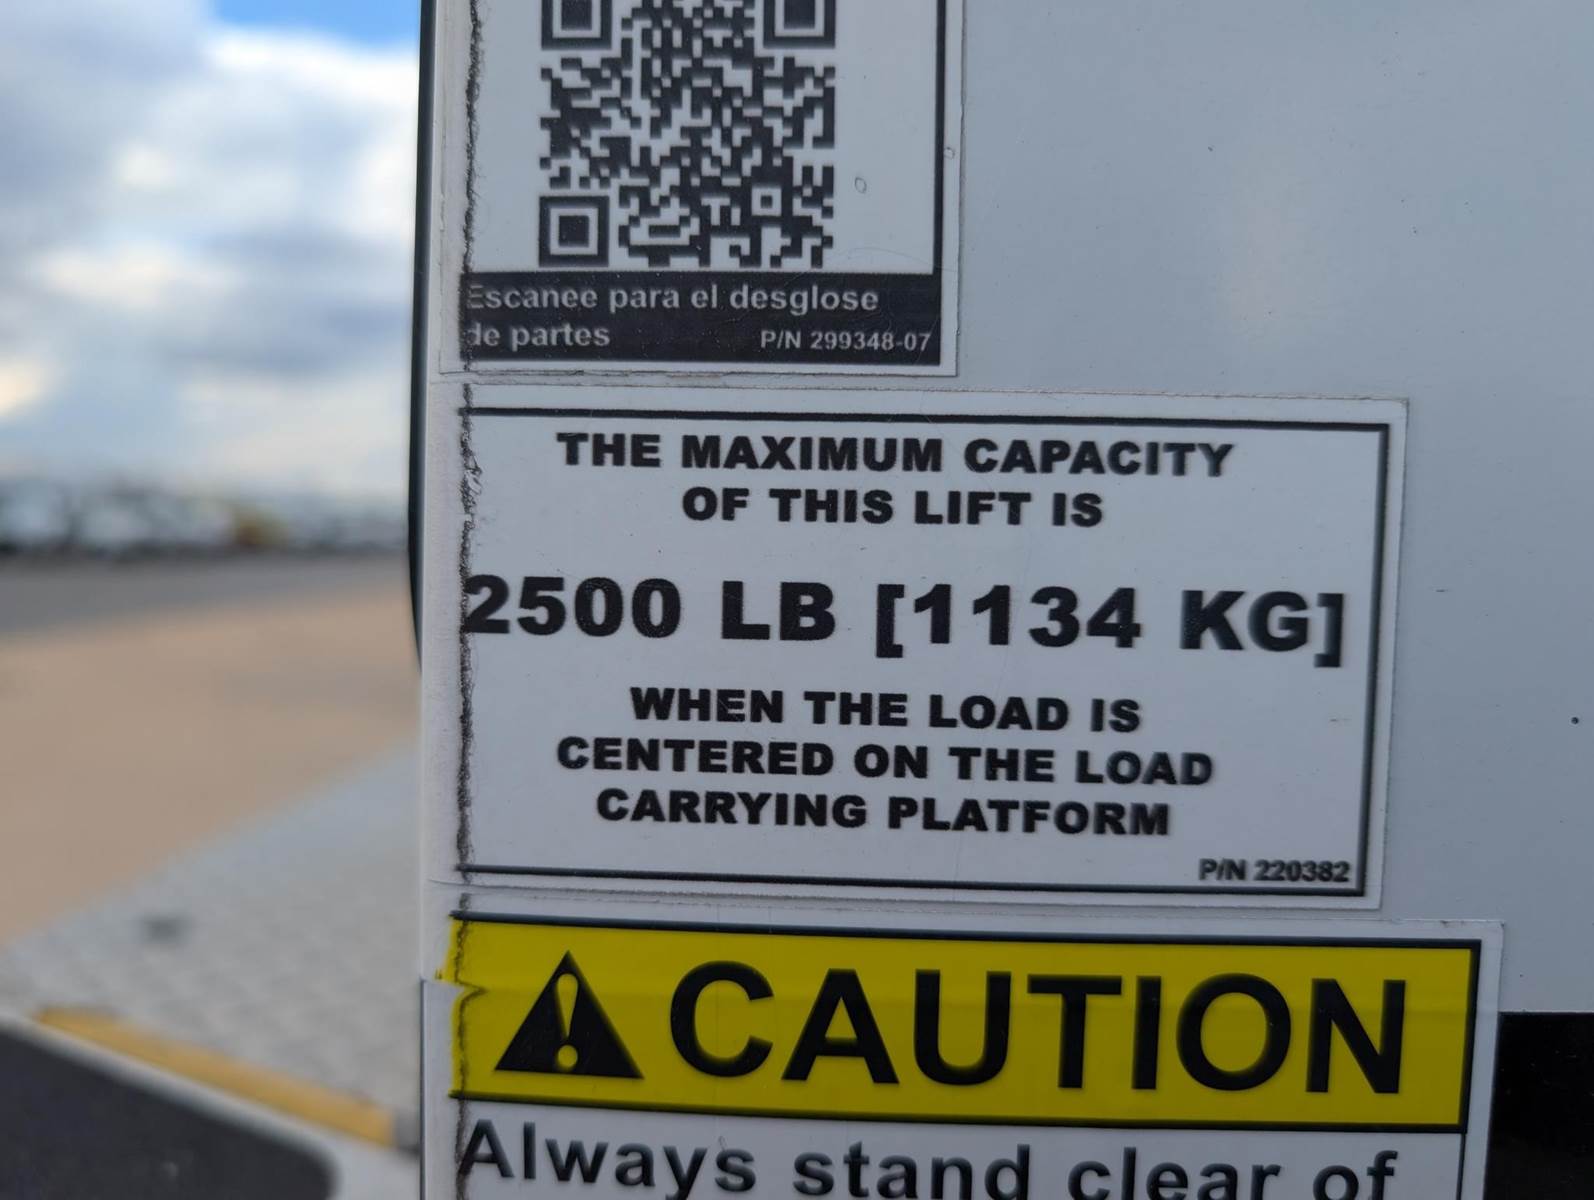 Escanee para el desglose
de partes P/N 299348-07
THE MAXIMUM CAPACITY
OF THIS LIFT IS
2500 LB [1134 KG]
WHEN THE LOAD IS
CENTERED ON THE LOAD
CARRYING PLATFORM
P/N 220382
CAUTION
Always stand clear of